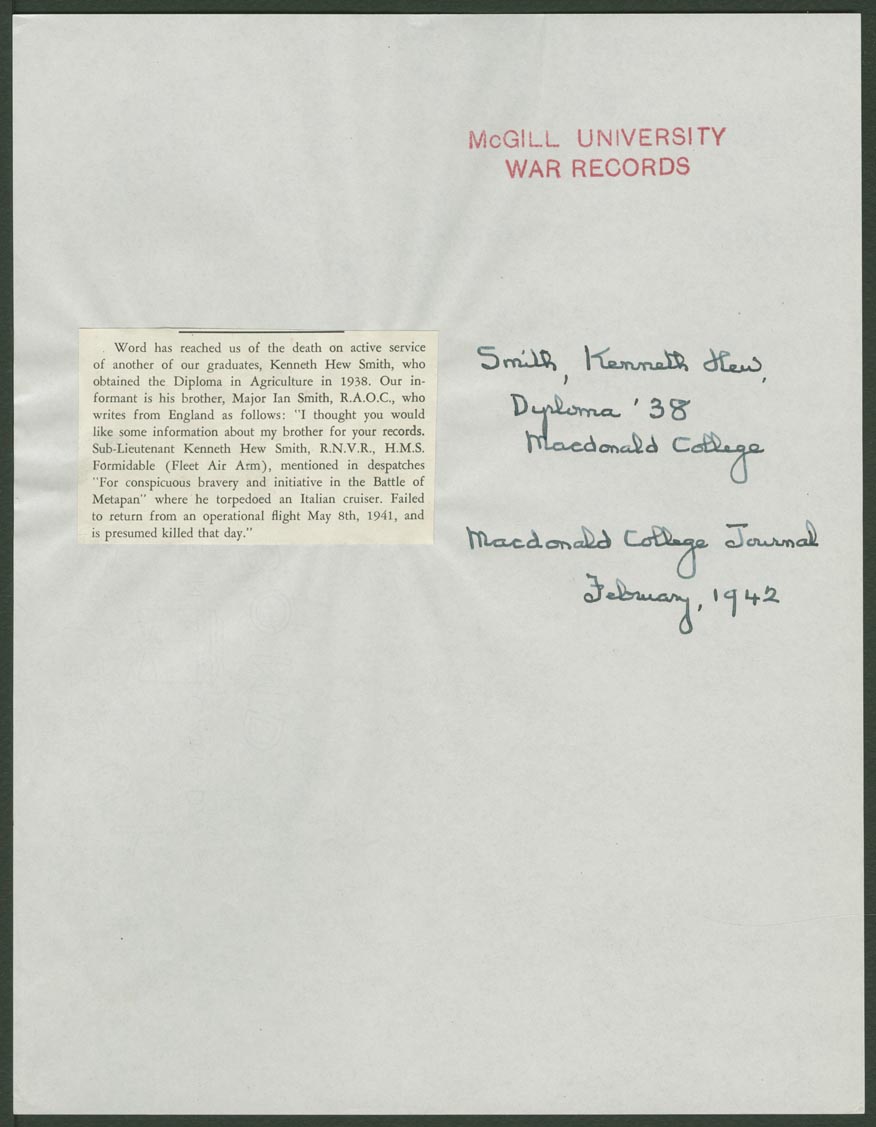 McGILL UNIVERSITY
WAR RECORDS
Word has reached us of the death on active service
of another of our graduates, Kenneth Hew Smith, who
obtained the Diploma in Agriculture in 1938. Our in-
formant is his brother, Major Ian Smith, R.A.O.C., who
writes from England as follows: "I thought you would
like some information about my brother for your records.
Sub-Lieutenant Kenneth Hew Smith, R.N.V.R., H.M.S.
Formidable (Fleet Air Arm), mentioned in despatches
"For conspicuous bravery and initiative in the Battle of
Metapan" where he torpedoed an Italian cruiser. Failed
to return from an operational flight May 8th, 1941, and
is presumed killed that day."
Smith, Kenneth Hew,
Diploma '38
Macdonald College
Macdonald College Journal
February, 1942